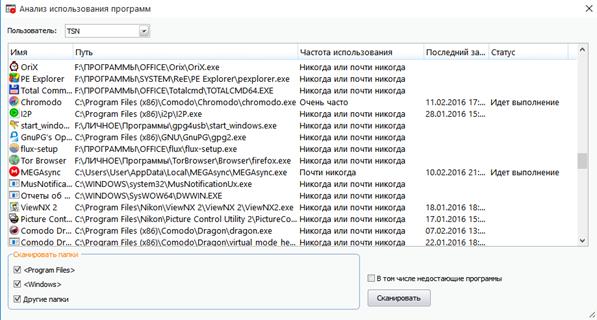 Анализ использования программ
Пользователь: TSN
Имя Путь Частота использования Последний за... Статус
OriX F:\ПРОГРАММЫ\OFFICE\Orix\OriX.exe Никогда или почти никогда
PE Explorer F:\ПРОГРАММЫ\SYSTEM\ReE\PE Explorer\pexplorer.exe Никогда или почти никогда
Total Comm... F:\ПРОГРАММЫ\OFFICE\Totalcmd\TOTALCMD64.EXE Никогда или почти никогда
Chromodo C:\Program Files (x86)\Comodo\Chromodo\chromodo.exe Очень часто 11.02.2016 17:... Идет выполнение
I2P C:\Program Files (x86)\i2p\I2P.exe Никогда или почти никогда 28.01.2016 15:...
start_windo... F:\ЛИЧНОЕ\Программы\gpg4usb\start_windows.exe Никогда или почти никогда
GnuPG's Op... C:\Program Files (x86)\GNU\GnuPG\gpg2.exe Никогда или почти никогда
flux-setup F:\ПРОГРАММЫ\OFFICE\flux\flux-setup.exe Никогда или почти никогда
Tor Browser F:\ЛИЧНОЕ\Программы\TorBrowser\Browser\firefox.exe Никогда или почти никогда
MEGAsync C:\Users\User\AppData\Local\MEGAsync\MEGAsync.exe Почти никогда 10.02.2016 21:... Идет выполнение
MusNotificat... C:\WINDOWS\system32\MusNotificationUx.exe Никогда или почти никогда
Отчеты об ... C:\WINDOWS\SysWOW64\DWWIN.EXE Никогда или почти никогда
ViewNX 2 C:\Program Files\Nikon\ViewNX 2\ViewNX2.exe Никогда или почти никогда 18.01.2016 18:...
Picture Cont... C:\Program Files\Nikon\Picture Control Utility 2\PictureCon... Никогда или почти никогда 17.01.2016 15:...
Comodo Dr... C:\Program Files (x86)\Comodo\Dragon\dragon.exe Никогда или почти никогда 07.02.2016 13:...
Comodo Dr... C:\Program Files (x86)\Comodo\Dragon\virtual mode he... Никогда или почти никогда 22.01.2016 18:...
Сканировать папки
<Program Files>
<Windows>
Другие папки
В том числе недостающие программы
Сканировать